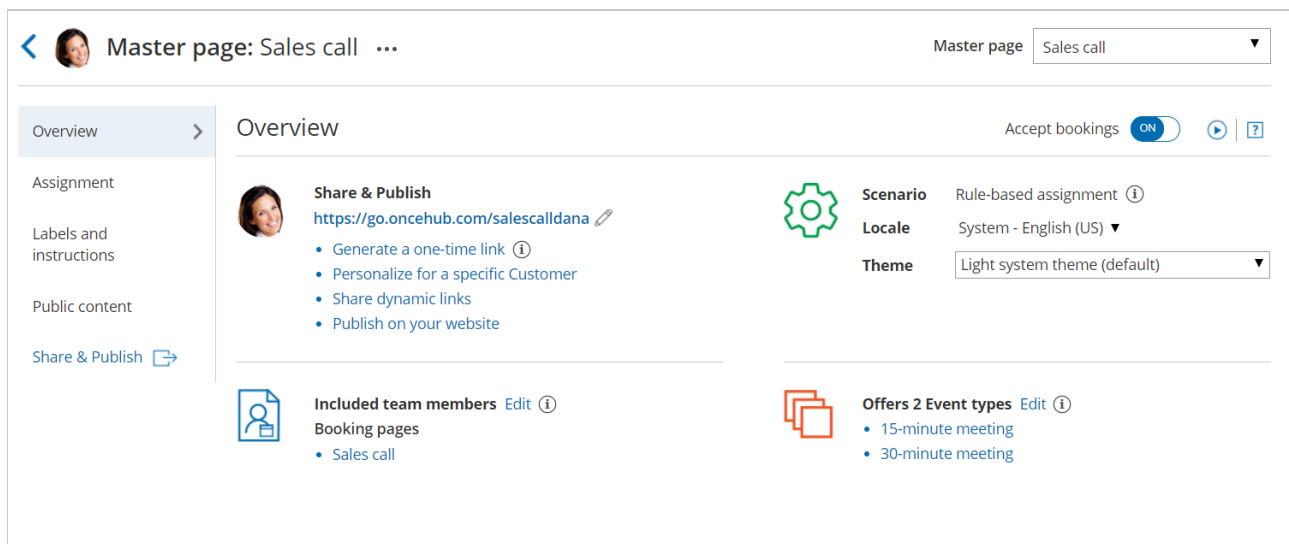 Master page: Sales call ...
Master page Sales call
Overview
Assignment
Labels and
instructions
Public content
Share & Publish
Overview
Accept bookings ON
?
Share & Publish
https://go.oncehub.com/salescalldana
Generate a one-time link i
Personalize for a specific Customer
Share dynamic links
Publish on your website
Scenario Rule-based assignment i
Locale System - English (US)
Theme Light system theme (default)
Included team members Edit i
Booking pages
Sales call
Offers 2 Event types Edit i
15-minute meeting
30-minute meeting